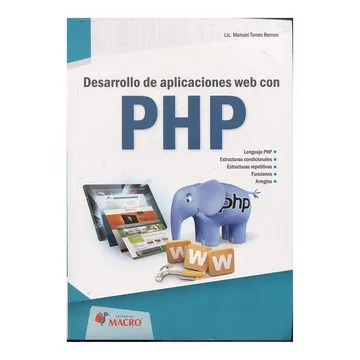 Lic. Manuel Torres Remon
Desarrollo de aplicaciones web con
PHP
Lenguaje PHP
Estructuras condicionales
Estructuras repetitivas
Funciones
Arreglos
php
W W W
EDITORIAL
MACRO